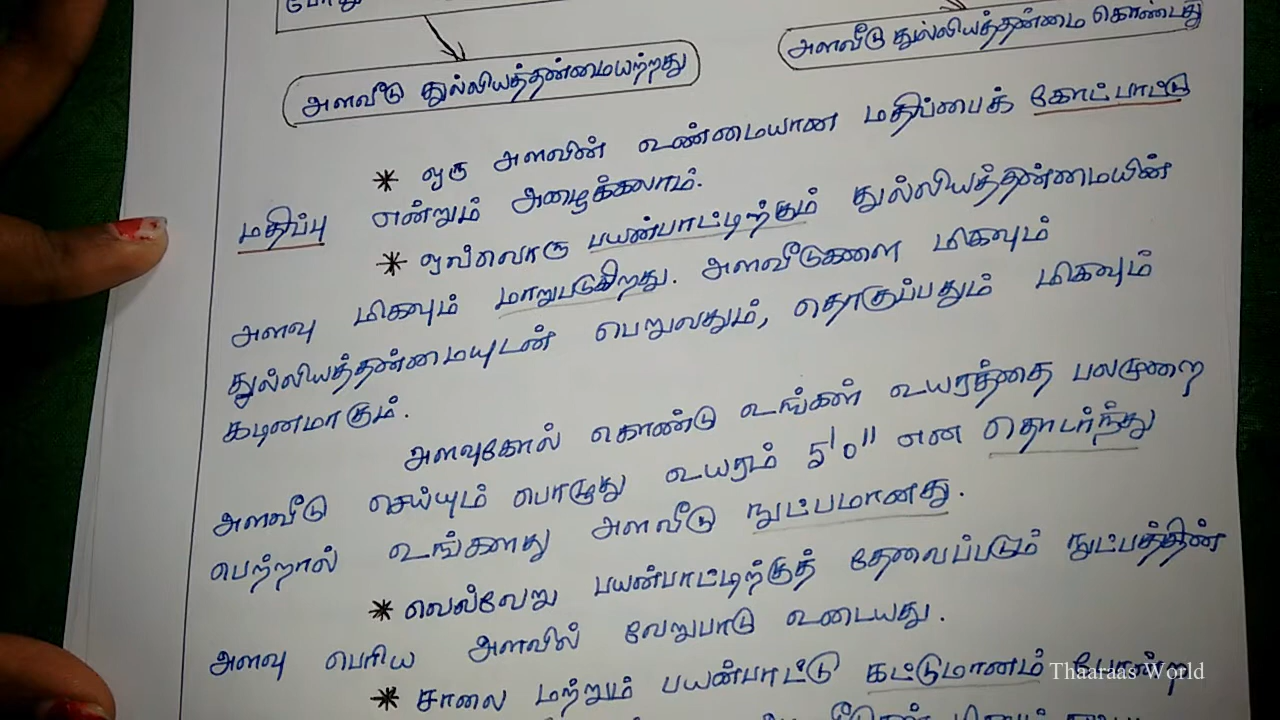 போது
அளவீடு துல்லியத்தன்மையற்றது
அளவீடு துல்லியத்தன்மை கொண்டது
* ஒரு அளவின் உண்மையான மதிப்பைக் கோட்பாட்டு
மதிப்பு என்றும் அழைக்கலாம்.
* ஒவ்வொரு பயன்பாட்டிற்கும் துல்லியத்தன்மையின்
அளவு மிகவும் மாறுபடுகிறது. அளவீடுகளை மிகவும்
துல்லியத்தன்மையுடன் பெறுவதும், தொகுப்பதும் மிகவும்
கடினமாகும்.
அளவுகோல் கொண்டு உங்கள் உயரத்தை பலமுறை
அளவீடு செய்யும் பொழுது உயரம் 5'0" என தொடர்ந்து
பெற்றால் உங்களது அளவீடு நுட்பமானது.
* வெவ்வேறு பயன்பாட்டிற்குத் தேவைப்படும் நுட்பத்தின்
அளவு பெரிய அளவில் வேறுபாடு உடையது.
* சாலை மற்றும் பயன்பாட்டு கட்டுமானம் போன்ற
Thaaraas World